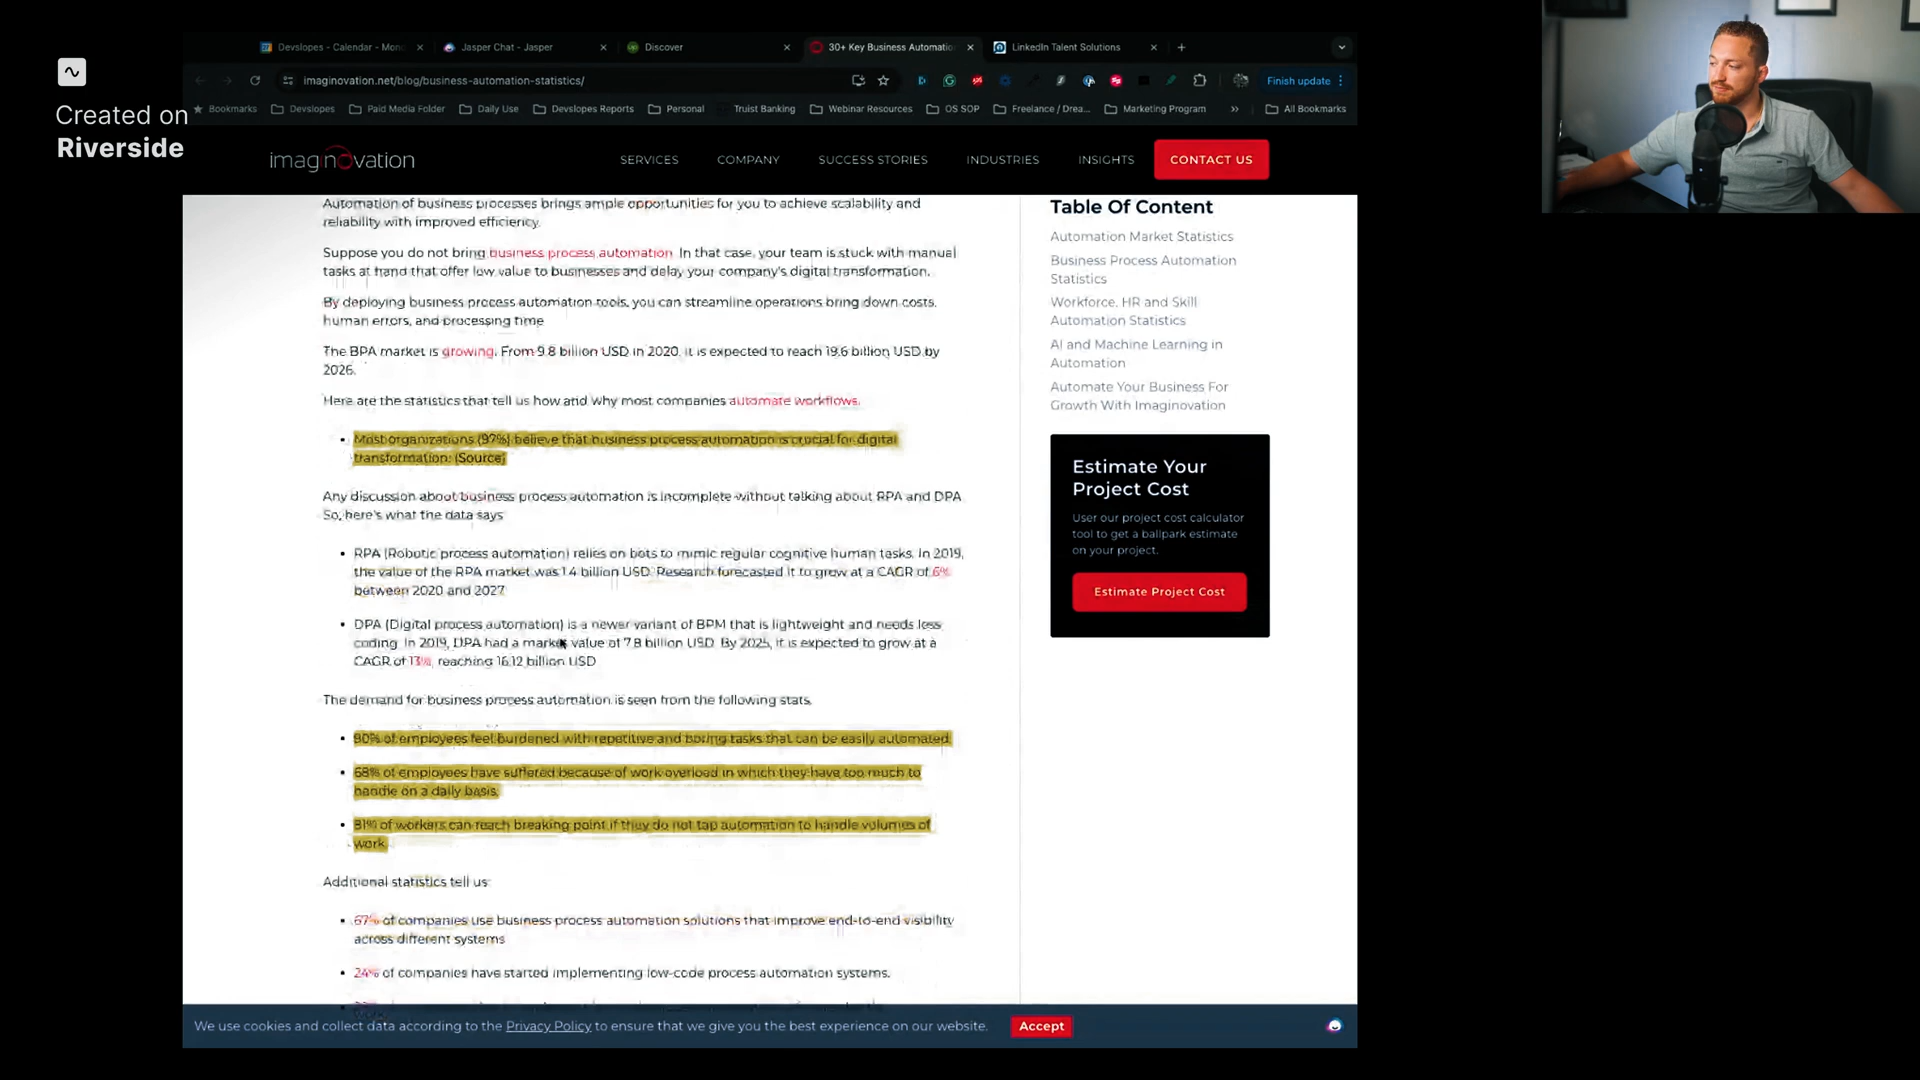 Created on
Riverside
Devslopes - Calendar - Mon
Jasper Chat - Jasper
Discover
30+ Key Business Automatio
LinkedIn Talent Solutions
imaginovation.net/blog/business-automation-statistics/
Finish update
Bookmarks
Devslopes
Paid Media Folder
Daily Use
Devslopes Reports
Personal
Truist Banking
Webinar Resources
OS SOP
Freelance / Drea...
Marketing Program
All Bookmarks
imaginovation
SERVICES
COMPANY
SUCCESS STORIES
INDUSTRIES
INSIGHTS
CONTACT US
Automation of business processes brings ample opportunities for you to achieve scalability and
reliability with improved efficiency.
Suppose you do not bring business process automation. In that case, your team is stuck with manual
tasks at hand that offer low value to businesses and delay your company's digital transformation.
By deploying business process automation tools, you can streamline operations bring down costs,
human errors, and processing time
The BPA market is growing. From 9.8 billion USD in 2020, it is expected to reach 19.6 billion USD by
2026.
Here are the statistics that tell us how and why most companies automate workflows.
• Most organizations (97%) believe that business process automation is crucial for digital
transformation. (Source)
Any discussion about business process automation is incomplete without talking about RPA and DPA
So, here's what the data says
• RPA (Robotic process automation) relies on bots to mimic regular cognitive human tasks. In 2019,
the value of the RPA market was 1.4 billion USD. Research forecasted it to grow at a CAGR of 6%
between 2020 and 2027
• DPA (Digital process automation) is a newer variant of BPM that is lightweight and needs less
coding. In 2019, DPA had a market value of 7.8 billion USD. By 2025, it is expected to grow at a
CAGR of 13%, reaching 16.12 billion USD
The demand for business process automation is seen from the following stats.
• 90% of employees feel burdened with repetitive and boring tasks that can be easily automated.
• 68% of employees have suffered because of work overload in which they have too much to
handle on a daily basis.
• 81% of workers can reach breaking point if they do not tap automation to handle volumes of
work.
Additional statistics tell us
• 67% of companies use business process automation solutions that improve end-to-end visibility
across different systems
• 24% of companies have started implementing low-code process automation systems.
Table Of Content
Automation Market Statistics
Business Process Automation
Statistics
Workforce, HR and Skill
Automation Statistics
AI and Machine Learning in
Automation
Automate Your Business For
Growth With Imaginovation
Estimate Your
Project Cost
User our project cost calculator
tool to get a ballpark estimate
on your project.
Estimate Project Cost
We use cookies and collect data according to the Privacy Policy to ensure that we give you the best experience on our website.
Accept